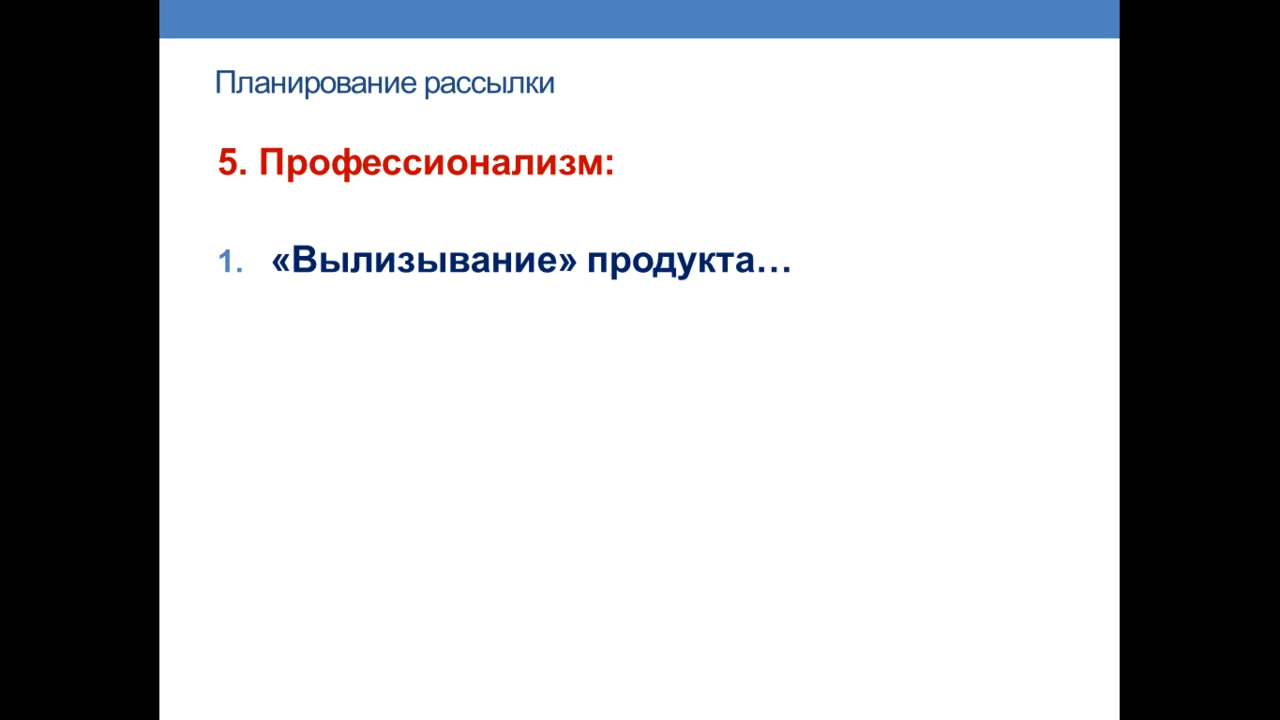 Планирование рассылки
5. Профессионализм:
1. «Вылизывание» продукта…